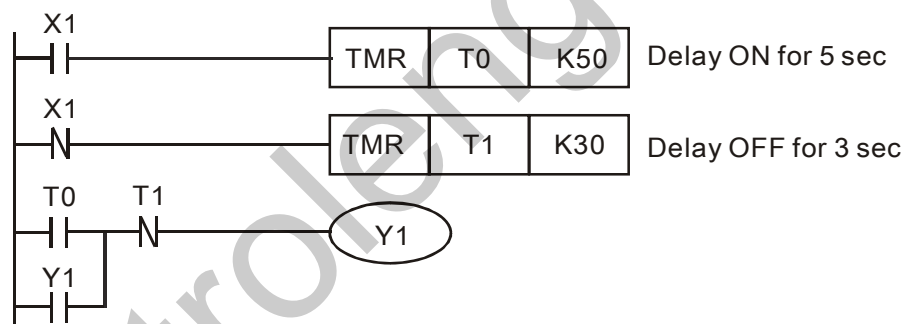 X1
TMR T0 K50 Delay ON for 5 sec
X1
TMR T1 K30 Delay OFF for 3 sec
T0 T1
Y1
Y1
troleng